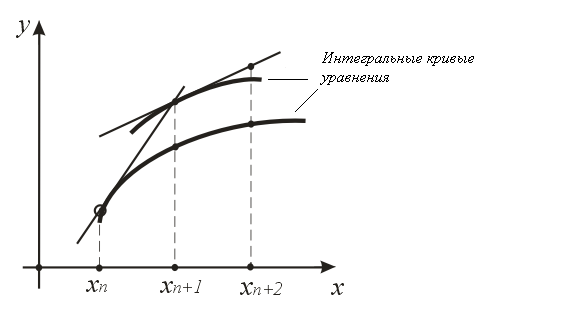 y
Интегральные кривые
уравнения
xn
xn+1
xn+2
x